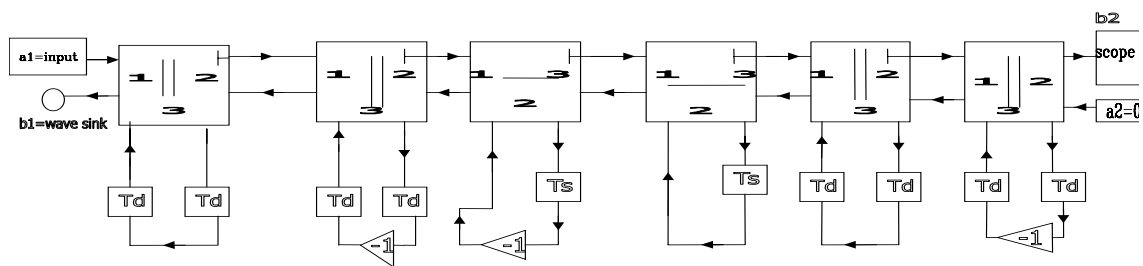 b2
a1=input
scope
1 2
3
1 2
3
1 3
2
1 3
2
1 2
3
1 2
3
b1=wave sink
a2=0
Td Td
Td Td
Ts
Ts
Td Td
Td Td
-1
-1
-1